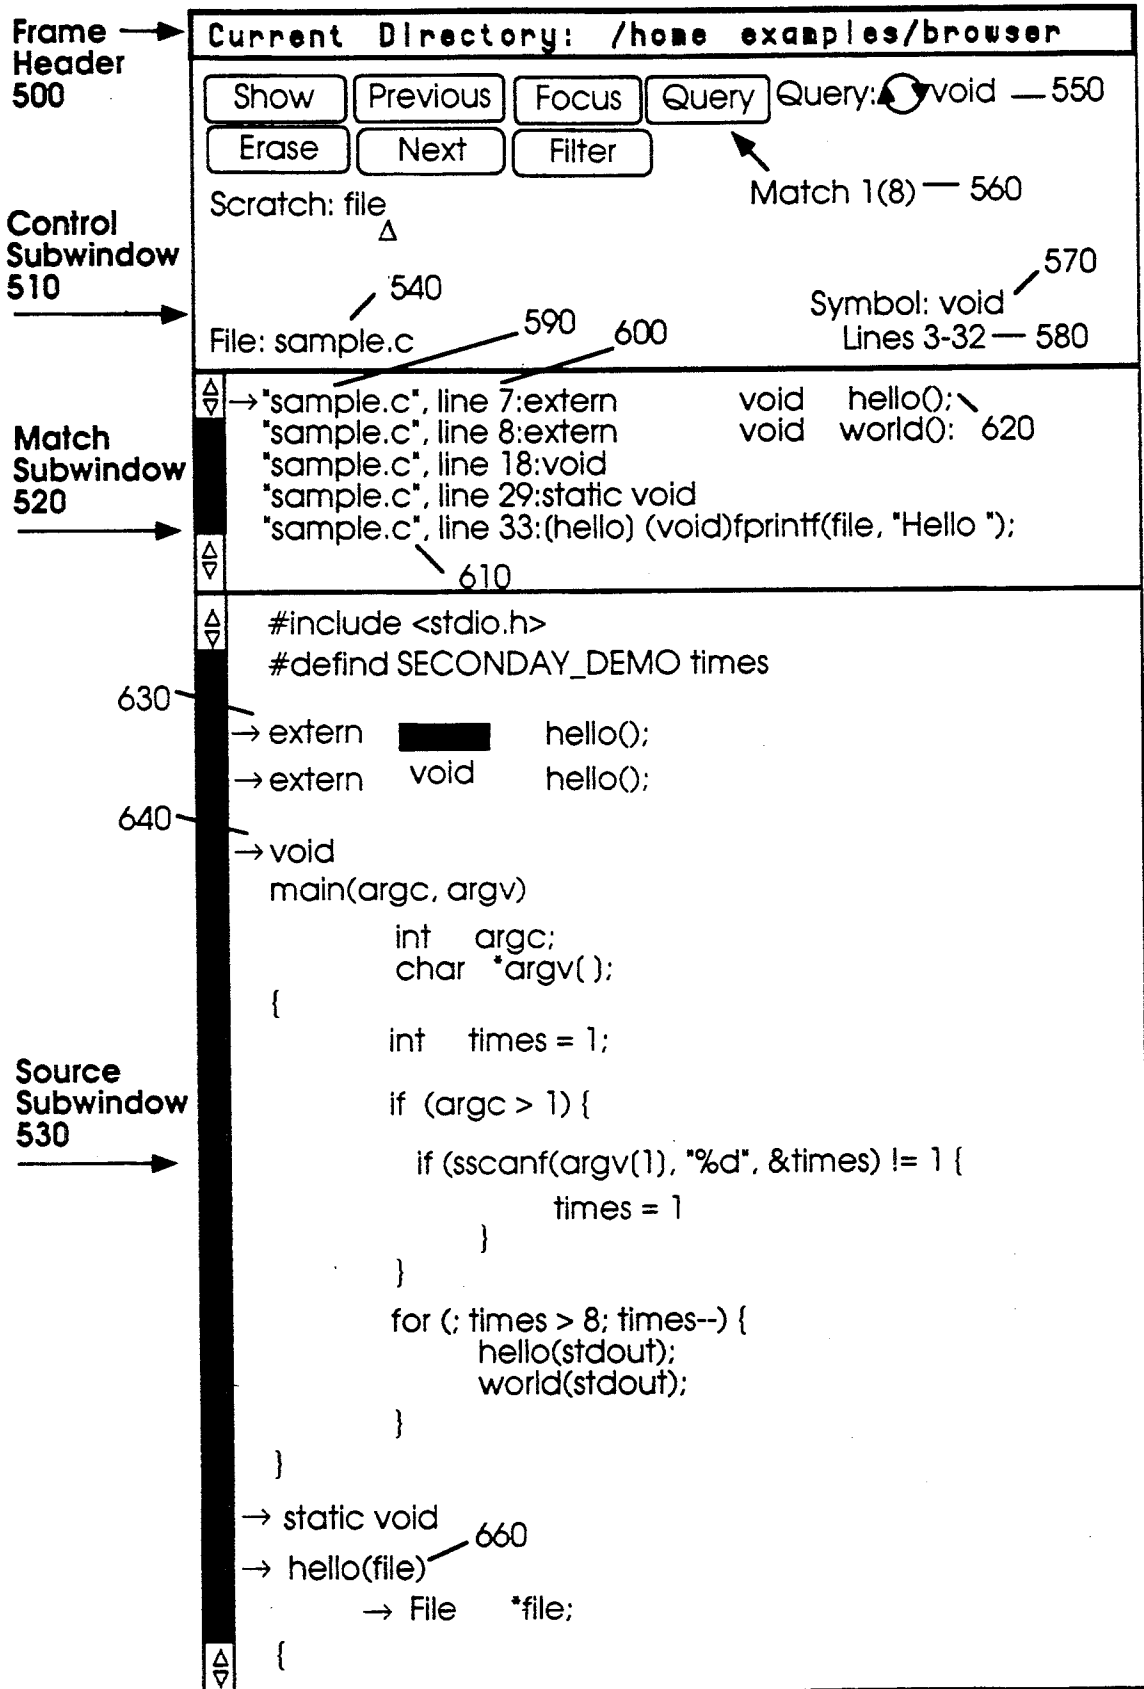 Frame Header 500
Current Directory: /home examples/browser
Show Previous Focus Query Query: void 550
Erase Next Filter
Match 1(8) 560
Scratch: file
Control Subwindow 510
540
570
Symbol: void
590
600
File: sample.c
Lines 3-32 580
"sample.c", line 7:extern void hello();
"sample.c", line 8:extern void world(): 620
Match Subwindow 520
"sample.c", line 18:void
"sample.c", line 29:static void
"sample.c", line 33:(hello) (void)fprintf(file, "Hello ");
610
#include <stdio.h>
#defind SECONDAY_DEMO times
630
extern hello();
extern void hello();
640
void
main(argc, argv)
int argc;
char *argv( );
{
int times = 1;
Source Subwindow 530
if (argc > 1) {
if (sscanf(argv(1), "%d", &times) != 1 {
times = 1
}
}
for (; times > 8; times--) {
hello(stdout);
world(stdout);
}
}
static void
660
hello(file)
File *file;
{